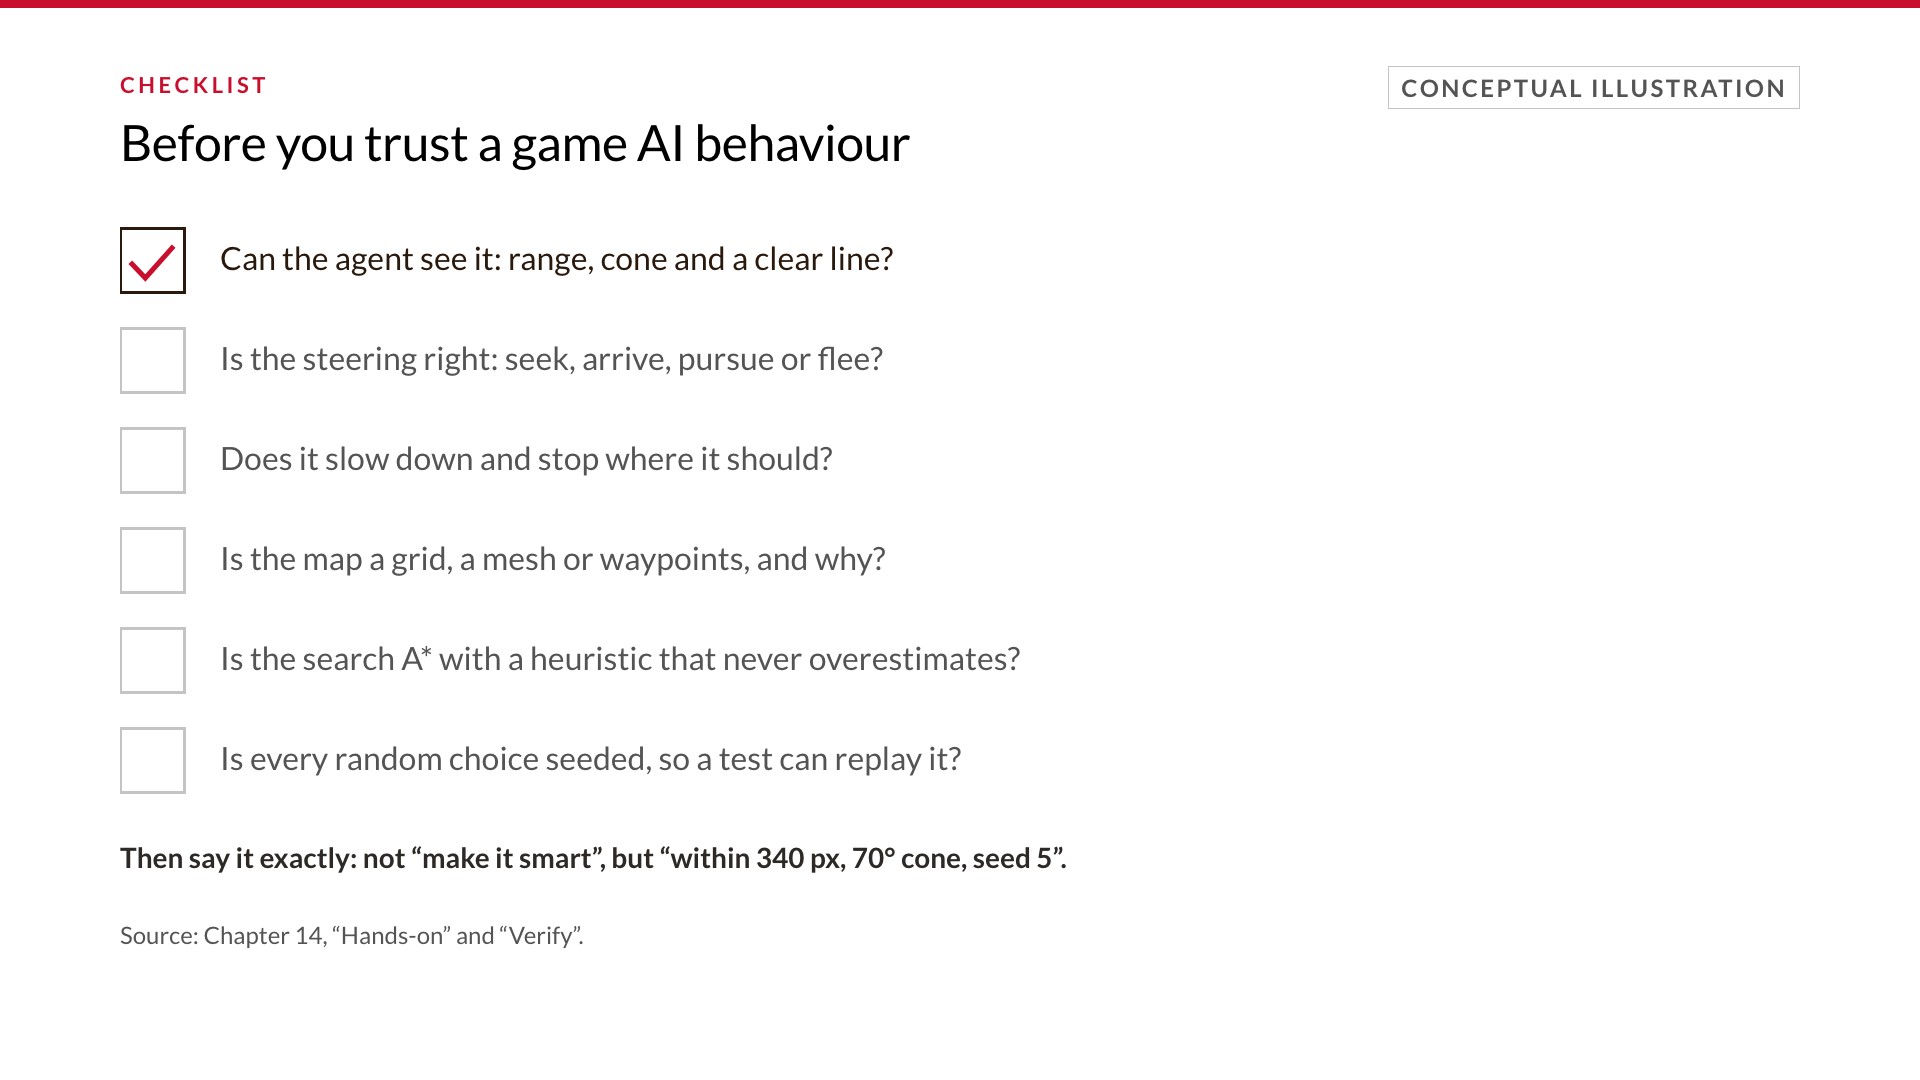 CHECKLIST
CONCEPTUAL ILLUSTRATION
Before you trust a game AI behaviour
Can the agent see it: range, cone and a clear line?
Is the steering right: seek, arrive, pursue or flee?
Does it slow down and stop where it should?
Is the map a grid, a mesh or waypoints, and why?
Is the search A* with a heuristic that never overestimates?
Is every random choice seeded, so a test can replay it?
Then say it exactly: not “make it smart”, but “within 340 px, 70° cone, seed 5”.
Source: Chapter 14, “Hands-on” and “Verify”.